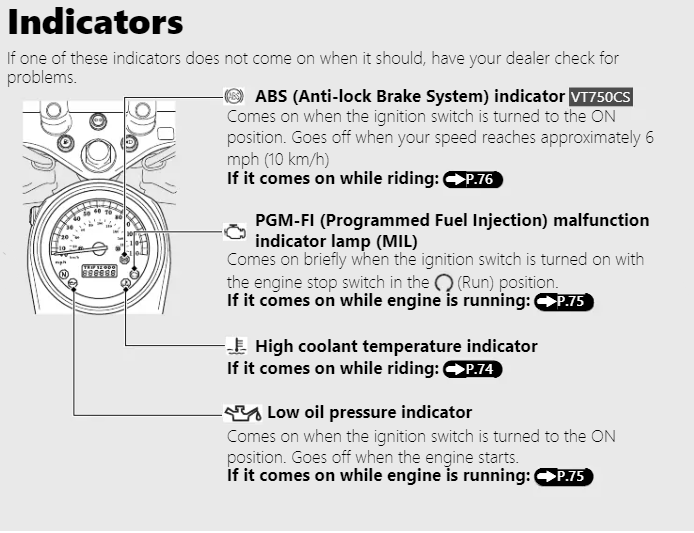 Indicators
If one of these indicators does not come on when it should, have your dealer check for
problems.
ABS (Anti-lock Brake System) indicator VT750CS
Comes on when the ignition switch is turned to the ON
position. Goes off when your speed reaches approximately 6
mph (10 km/h)
If it comes on while riding: P.76
PGM-FI (Programmed Fuel Injection) malfunction
indicator lamp (MIL)
Comes on briefly when the ignition switch is turned on with
the engine stop switch in the (Run) position.
If it comes on while engine is running: P.75
High coolant temperature indicator
If it comes on while riding: P.74
Low oil pressure indicator
Comes on when the ignition switch is turned to the ON
position. Goes off when the engine starts.
If it comes on while engine is running: P.75